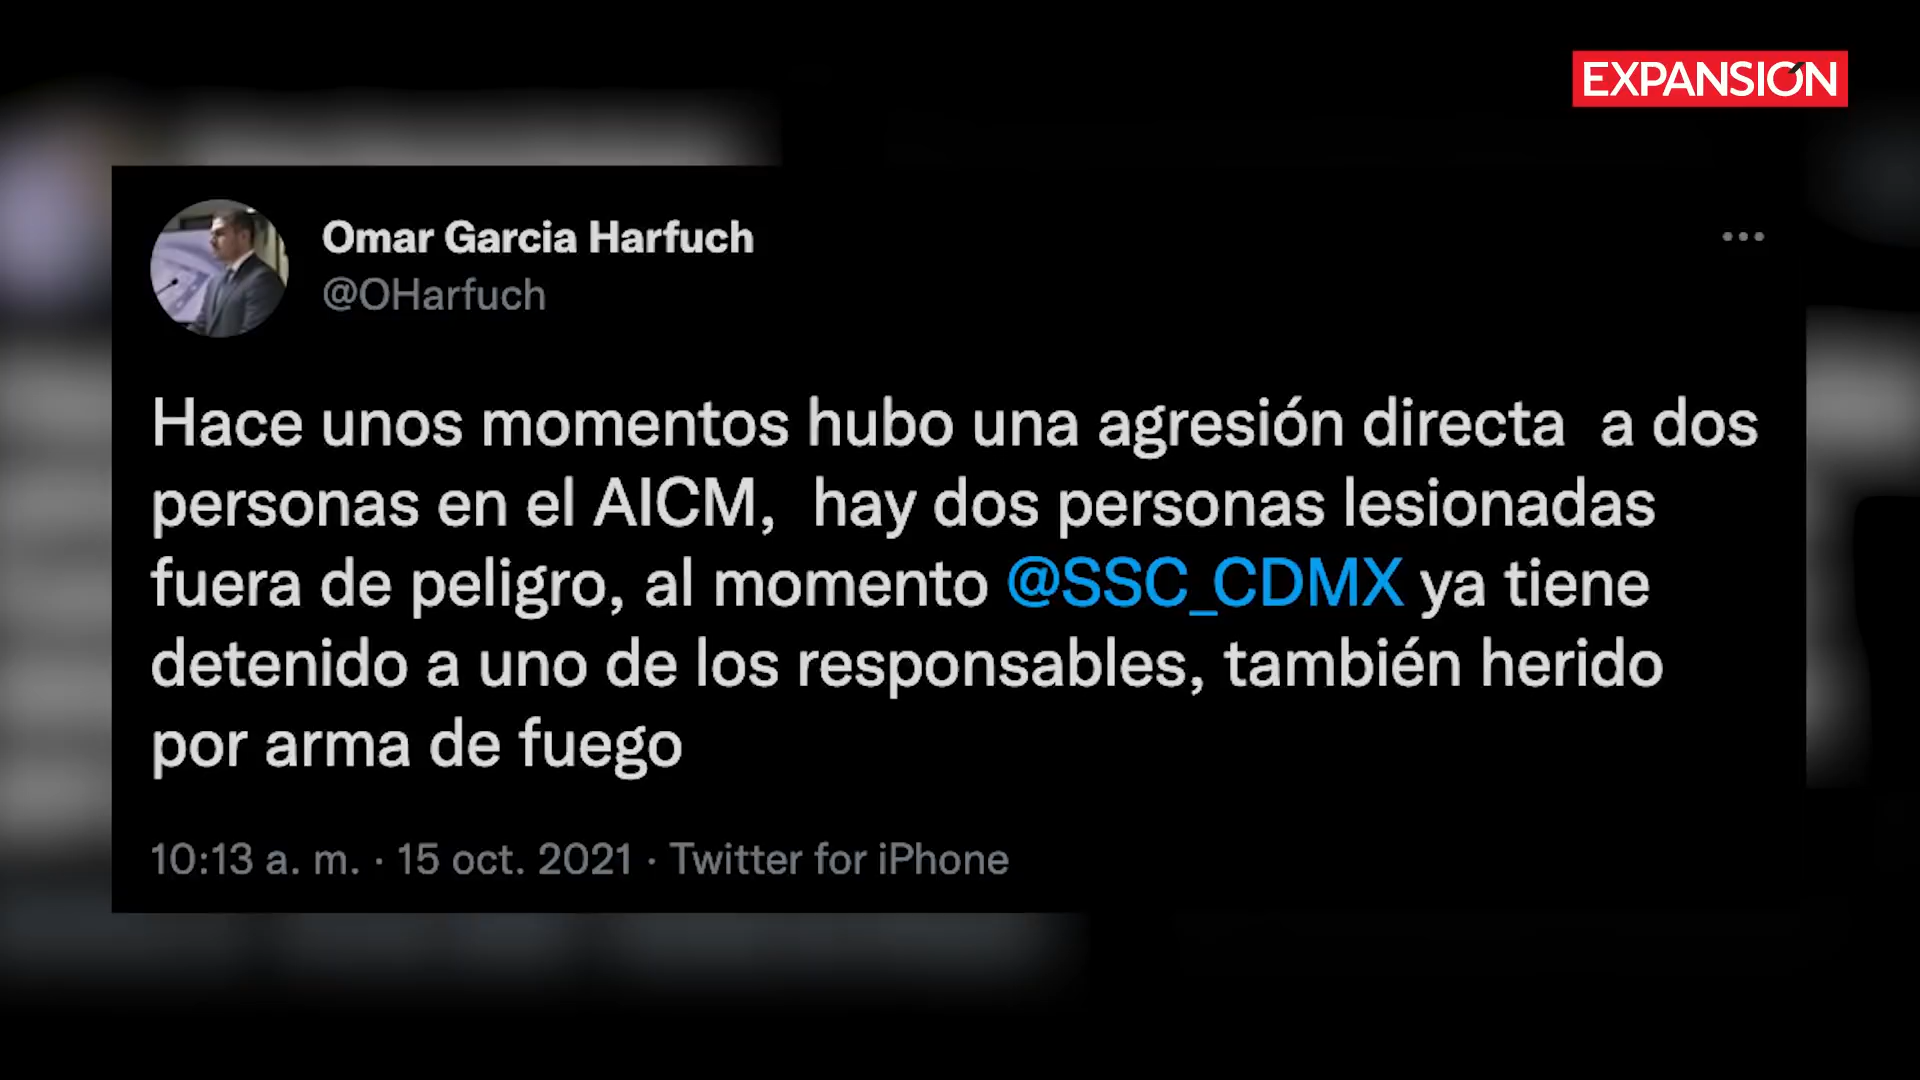 EXPANSIÓN
Omar Garcia Harfuch
@OHarfuch
Hace unos momentos hubo una agresión directa  a dos
personas en el AICM,  hay dos personas lesionadas
fuera de peligro, al momento @SSC_CDMX ya tiene
detenido a uno de los responsables, también herido
por arma de fuego
10:13 a. m. · 15 oct. 2021 · Twitter for iPhone